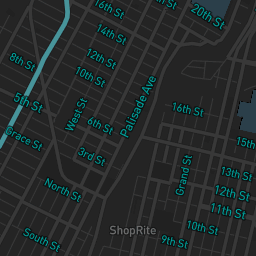 16th St
20th St
14th St
8th St
12th St
10th St
Palisade Ave
5th St
West St
16th St
6th St
Grace St
15th
3rd St
Grand St
13th St
North St
12th St
11th St
South St
ShopRite
10th St
9th St